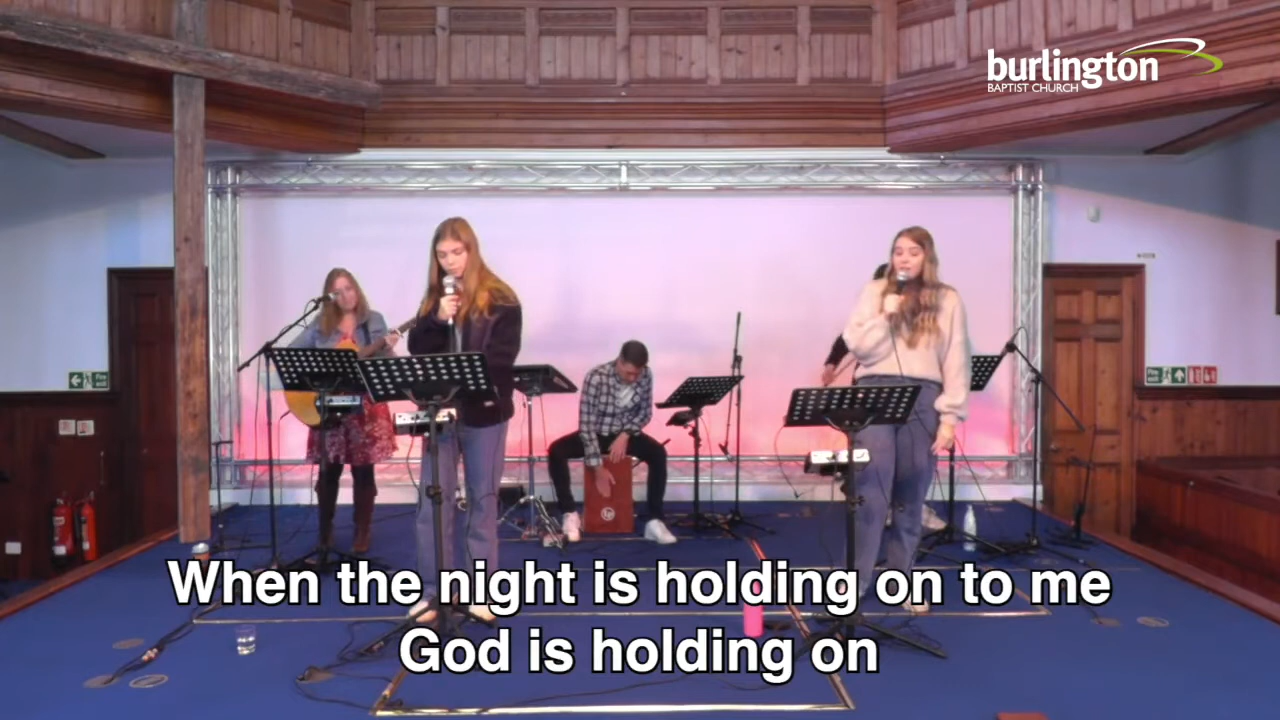 burlington
BAPTIST CHURCH
When the night is holding on to me
God is holding on